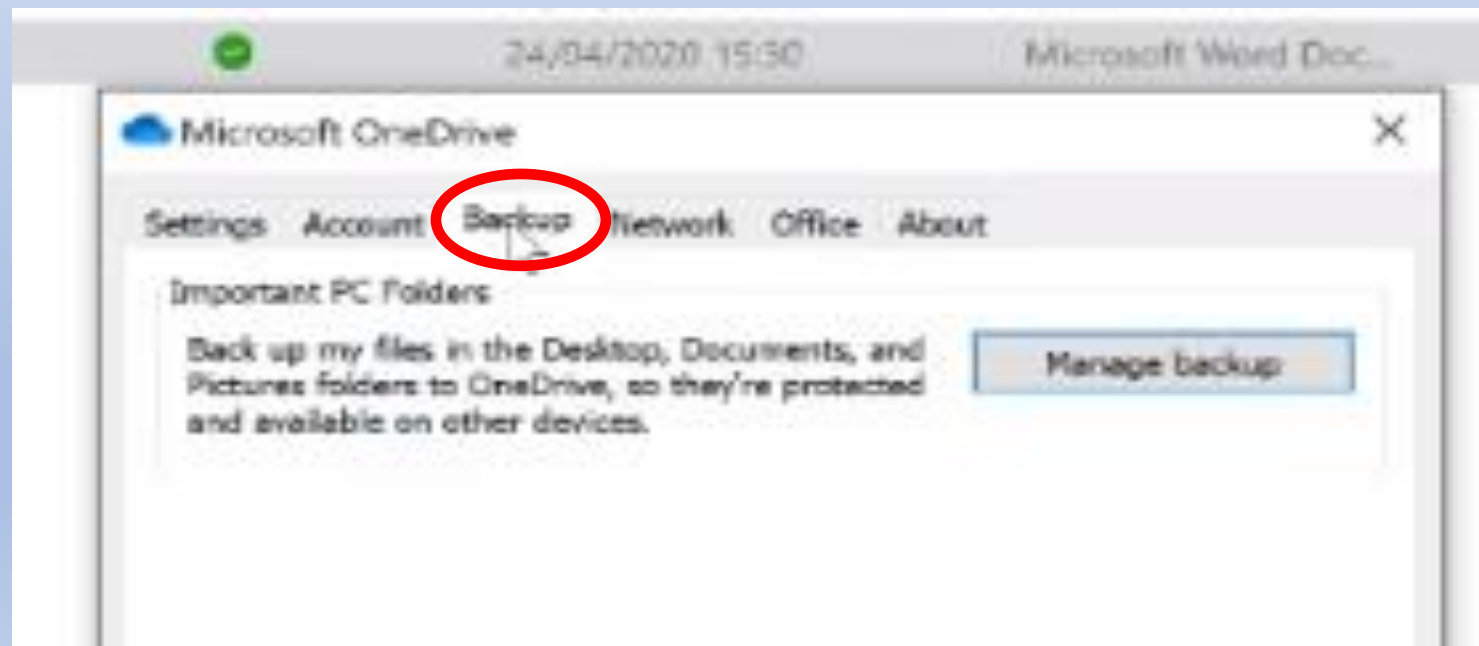 24/04/2020 15:30 Microsoft Word Doc...
Microsoft OneDrive
Settings Account Backup Network Office About
Important PC Folders
Back up my files in the Desktop, Documents, and Manage backup
Pictures folders to OneDrive, so they're protected
and available on other devices.